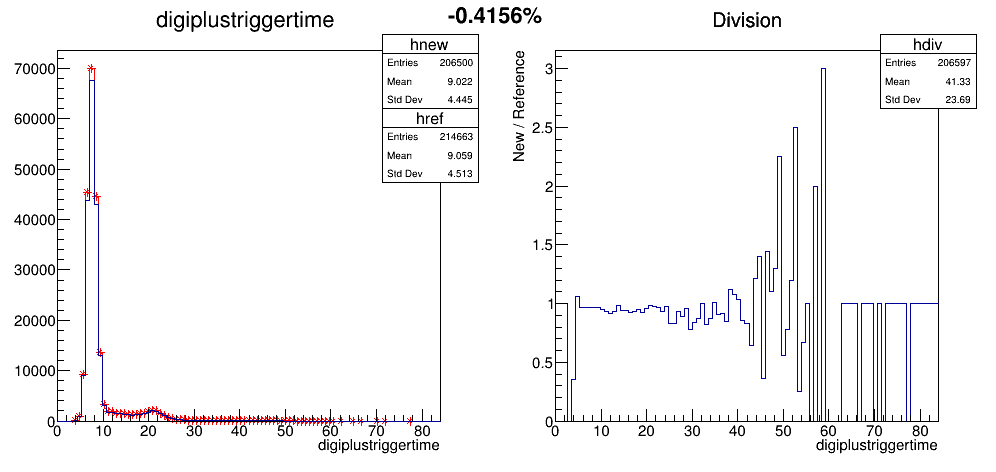 digiplustriggertime
-0.4156%
Division
hnew
Entries 206500
Mean 9.022
Std Dev 4.445
href
Entries 214663
Mean 9.059
Std Dev 4.513
70000
60000
50000
40000
30000
20000
10000
0
0 10 20 30 40 50 60 70 80
digiplustriggertime
hdiv
Entries 206597
Mean 41.33
Std Dev 23.69
New / Reference
3
2.5
2
1.5
1
0.5
0
0 10 20 30 40 50 60 70 80
digiplustriggertime